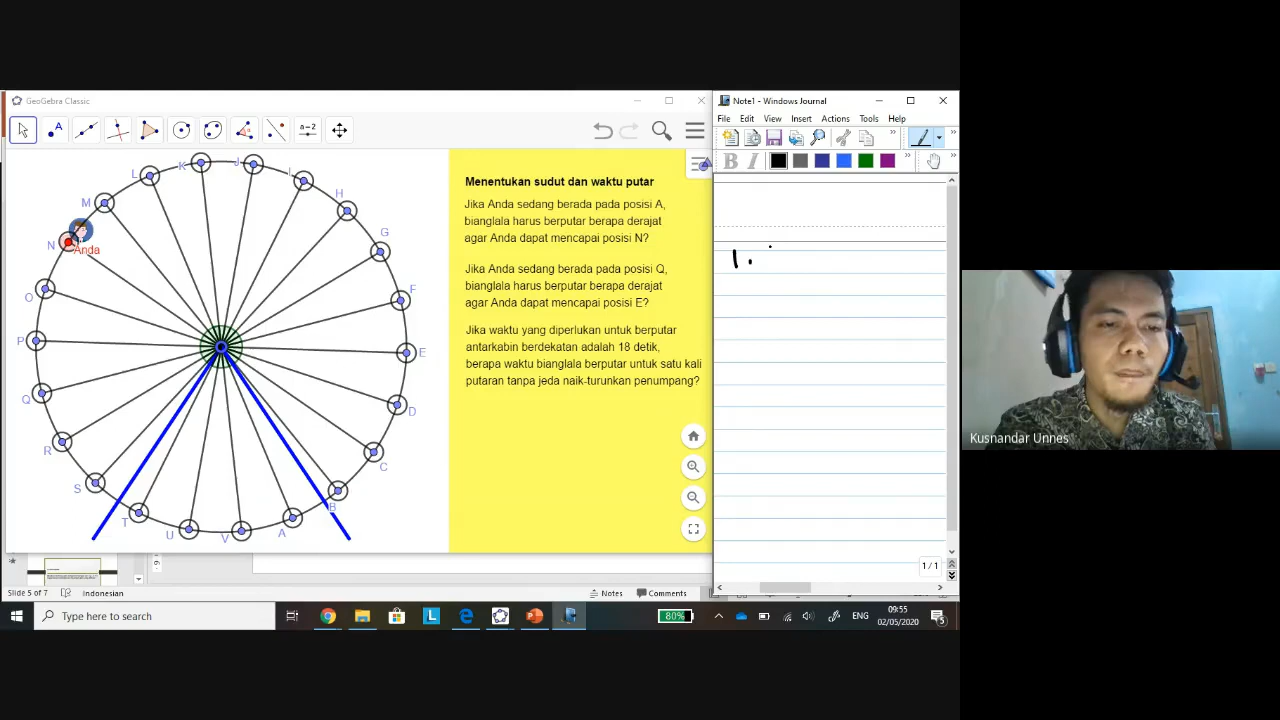 GeoGebra Classic
Note1 - Windows Journal
File Edit View Insert Actions Tools Help
A
a=2
B I
K J
L I
M H
N G
Anda
O F
P E
Q D
R C
S B
T A
U V
Menentukan sudut dan waktu putar
Jika Anda sedang berada pada posisi A,
bianglala harus berputar berapa derajat
agar Anda dapat mencapai posisi N?
Jika Anda sedang berada pada posisi Q,
bianglala harus berputar berapa derajat
agar Anda dapat mencapai posisi E?
Jika waktu yang diperlukan untuk berputar
antarkabin berdekatan adalah 18 detik,
berapa waktu bianglala berputar untuk satu kali
putaran tanpa jeda naik-turunkan penumpang?
1.
1 / 1
Kusnandar Unnes
Slide 5 of 7 Indonesian Notes Comments
Type here to search
L
80%
ENG
09:55
02/05/2020
5